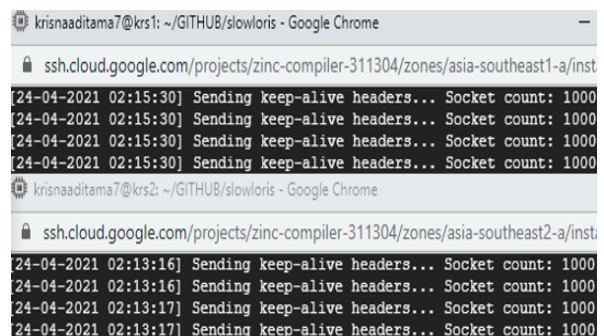 krisnaaditama7@krs1: ~/GITHUB/slowloris - Google Chrome
ssh.cloud.google.com/projects/zinc-compiler-311304/zones/asia-southeast1-a/inst
[24-04-2021 02:15:30] Sending keep-alive headers... Socket count: 1000
[24-04-2021 02:15:30] Sending keep-alive headers... Socket count: 1000
[24-04-2021 02:15:30] Sending keep-alive headers... Socket count: 1000
[24-04-2021 02:15:30] Sending keep-alive headers... Socket count: 1000
krisnaaditama7@krs2: ~/GITHUB/slowloris - Google Chrome
ssh.cloud.google.com/projects/zinc-compiler-311304/zones/asia-southeast2-a/insta
[24-04-2021 02:13:16] Sending keep-alive headers... Socket count: 1000
[24-04-2021 02:13:16] Sending keep-alive headers... Socket count: 1000
[24-04-2021 02:13:17] Sending keep-alive headers... Socket count: 1000
[24-04-2021 02:13:17] Sending keep-alive headers... Socket count: 1000